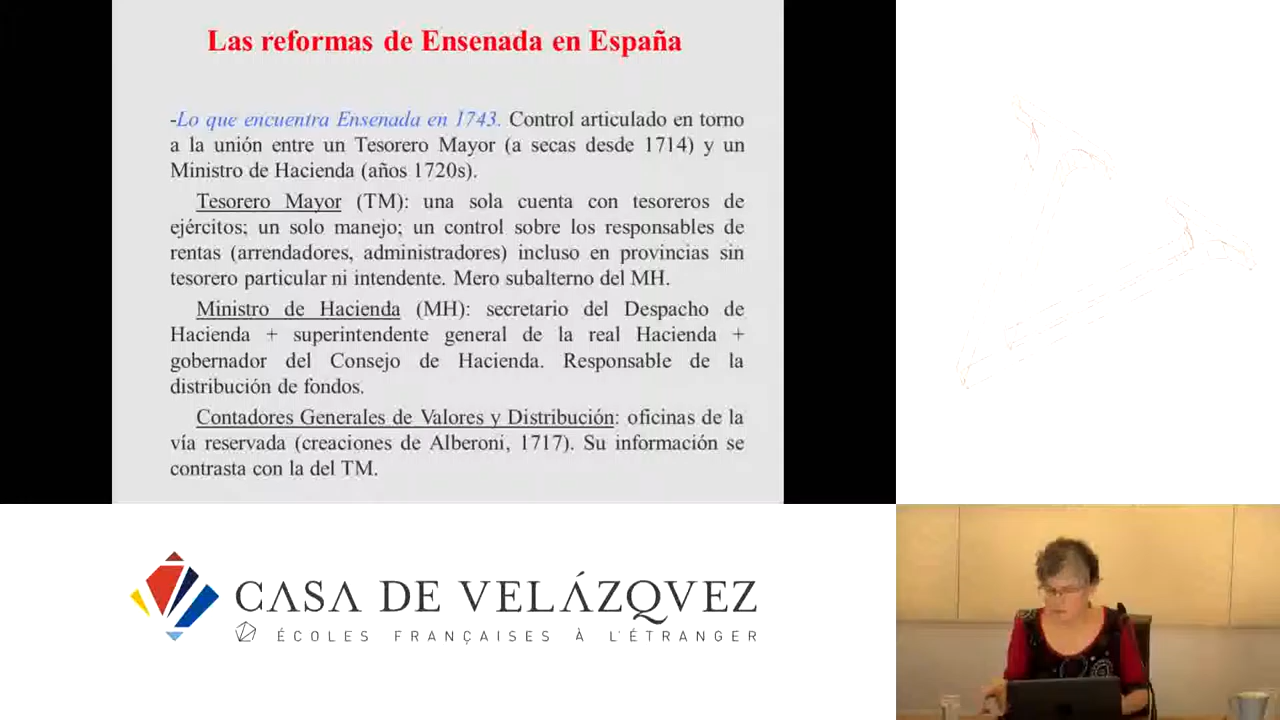 Las reformas de Ensenada en España
-Lo que encuentra Ensenada en 1743. Control articulado en torno
a la unión entre un Tesorero Mayor (a secas desde 1714) y un
Ministro de Hacienda (años 1720s).
Tesorero Mayor (TM): una sola cuenta con tesoreros de
ejércitos; un solo manejo; un control sobre los responsables de
rentas (arrendadores, administradores) incluso en provincias sin
tesorero particular ni intendente. Mero subalterno del MH.
Ministro de Hacienda (MH): secretario del Despacho de
Hacienda + superintendente general de la real Hacienda +
gobernador del Consejo de Hacienda. Responsable de la
distribución de fondos.
Contadores Generales de Valores y Distribución: oficinas de la
vía reservada (creaciones de Alberoni, 1717). Su información se
contrasta con la del TM.
CASA DE VELÁZQVEZ
ÉCOLES FRANÇAISES À L'ÉTRANGER